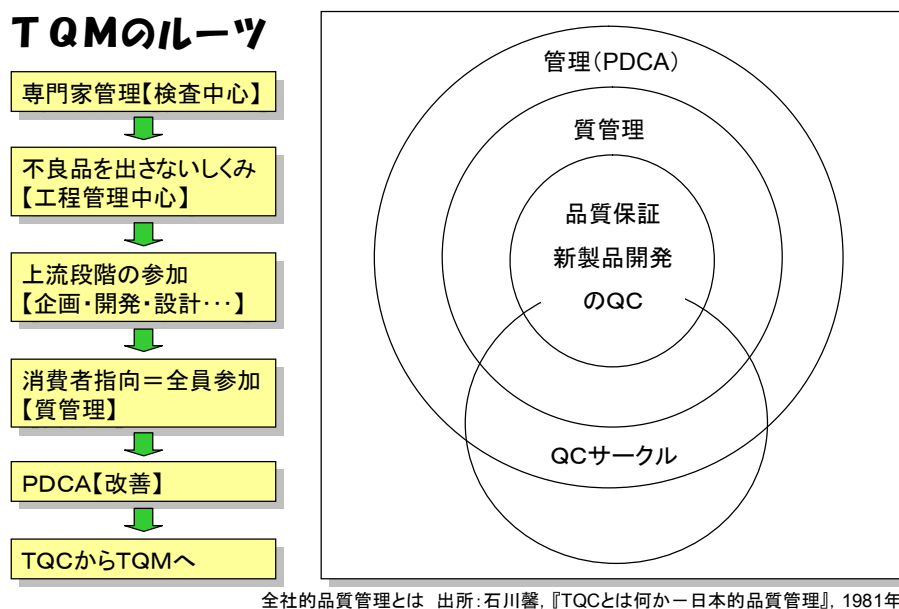 TQMのルーツ
専門家管理【検査中心】
不良品を出さないしくみ
【工程管理中心】
上流段階の参加
【企画・開発・設計・・・】
消費者指向＝全員参加
【質管理】
PDCA【改善】
TQCからTQMへ
管理（PDCA）
質管理
品質保証
新製品開発
のQC
QCサークル
全社的品質管理とは 出所：石川馨，『TQCとは何か－日本的品質管理』，1981年